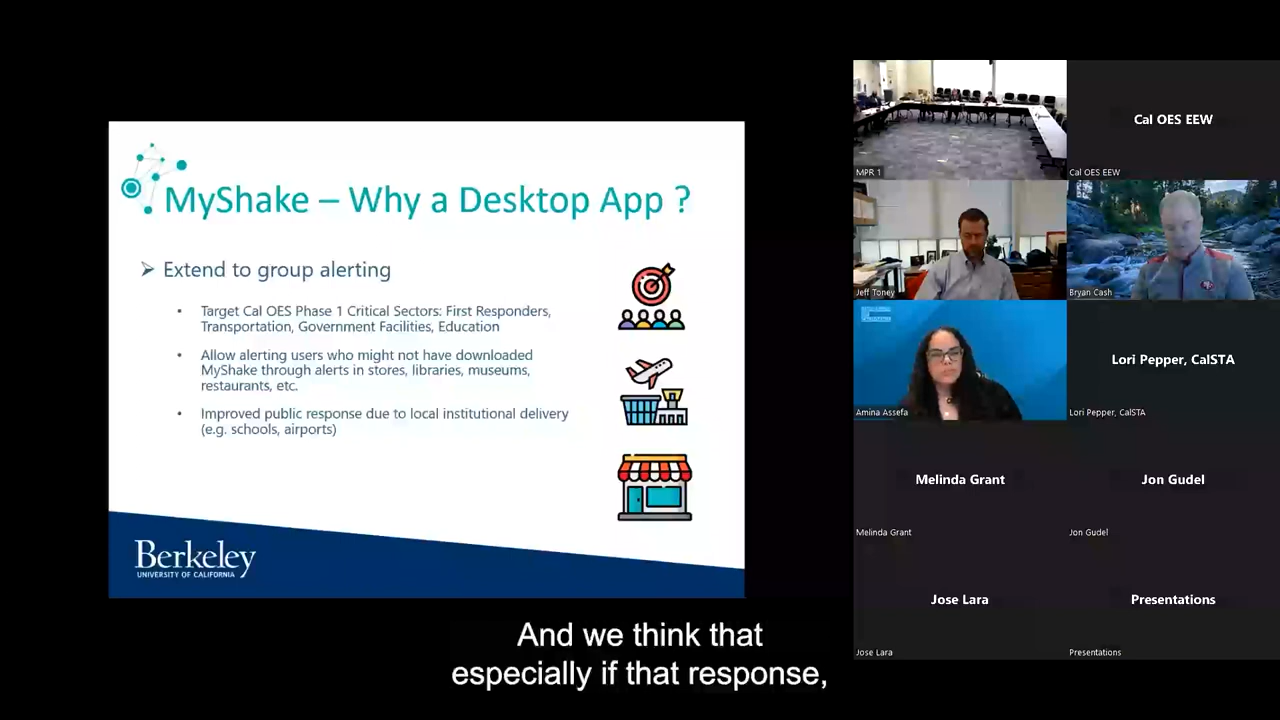 MyShake – Why a Desktop App ?
➢ Extend to group alerting
• Target Cal OES Phase 1 Critical Sectors: First Responders,
Transportation, Government Facilities, Education
• Allow alerting users who might not have downloaded
MyShake through alerts in stores, libraries, museums,
restaurants, etc.
• Improved public response due to local institutional delivery
(e.g. schools, airports)
Berkeley
UNIVERSITY OF CALIFORNIA
MPR 1
Cal OES EEW
Cal OES EEW
Jeff Toney
Bryan Cash
Amina Assefa
Lori Pepper, CalSTA
Lori Pepper, CalSTA
Melinda Grant
Melinda Grant
Jon Gudel
Jon Gudel
Jose Lara
Jose Lara
Presentations
Presentations
And we think that
especially if that response,